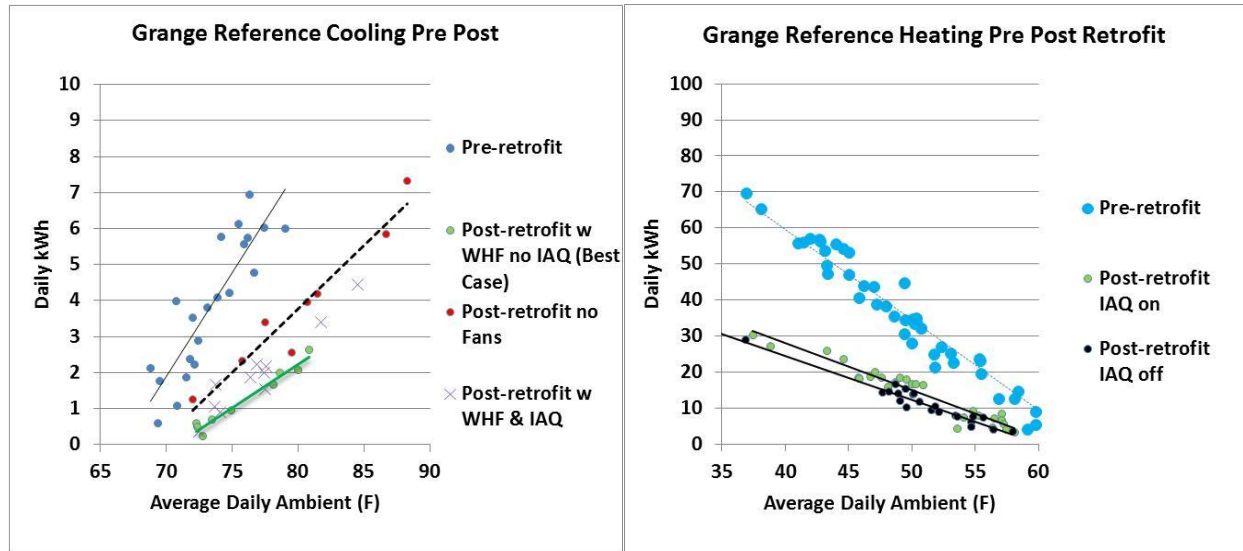 Grange Reference Cooling Pre Post
10
9
8
7
6
5
4
3
2
1
0
Daily kWh
65 70 75 80 85 90
Average Daily Ambient (F)
Pre-retrofit
Post-retrofit w
WHF no IAQ (Best
Case)
Post-retrofit no
Fans
Post-retrofit w
WHF & IAQ
Grange Reference Heating Pre Post Retrofit
100
90
80
70
60
50
40
30
20
10
0
Daily kWh
35 40 45 50 55 60
Average Daily Ambient (F)
Pre-retrofit
Post-retrofit
IAQ on
Post-retrofit
IAQ off